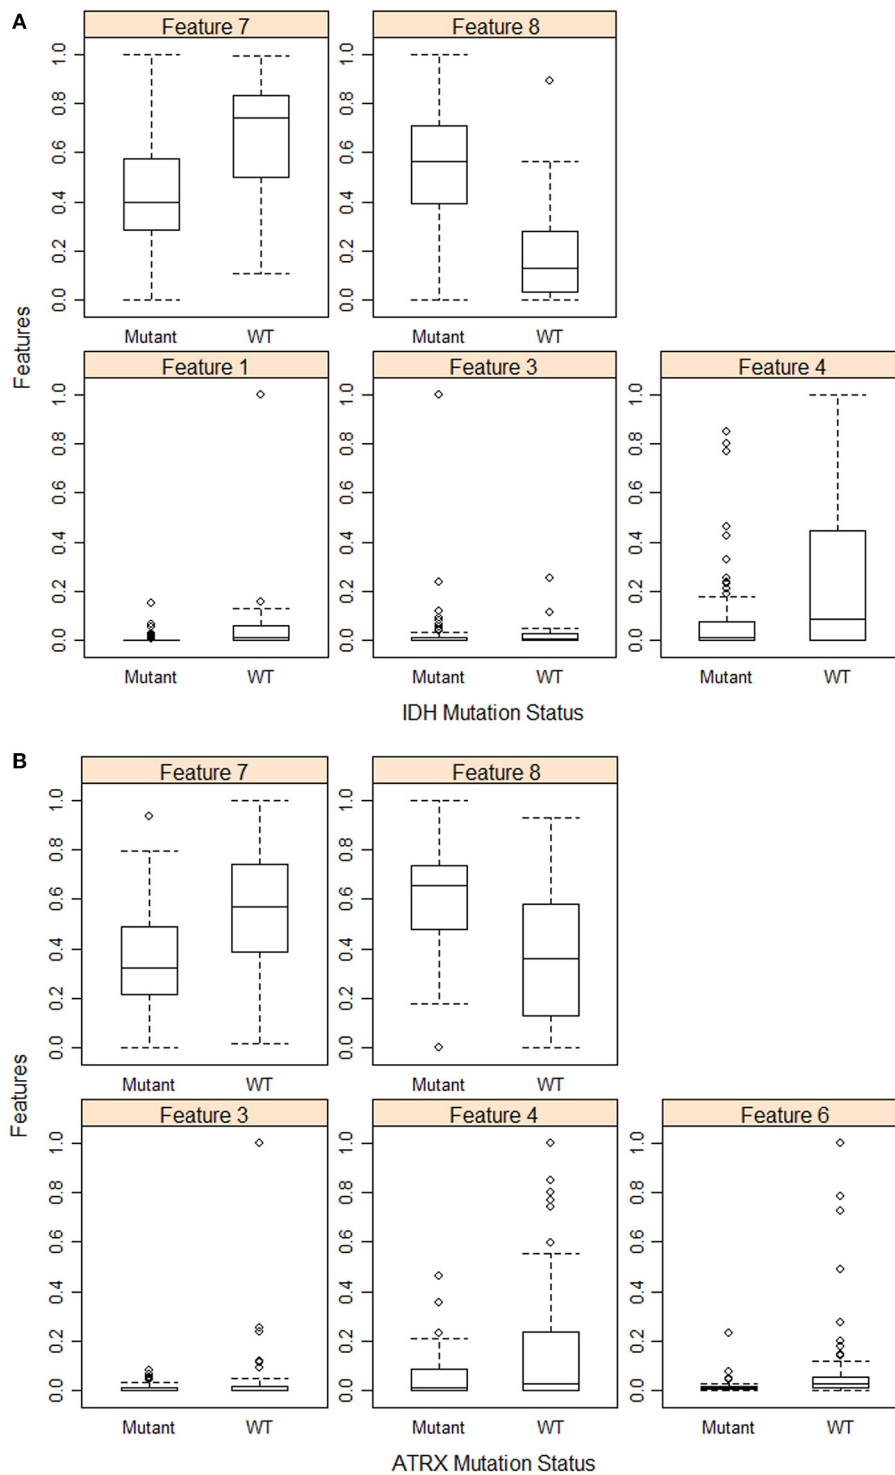 A
Feature 7 Feature 8
1.0 1.0
0.8 0.8
0.6 0.6
0.4 0.4
0.2 0.2
0.0 0.0
Mutant WT Mutant WT
Features
Feature 1 Feature 3 Feature 4
1.0 1.0 1.0
0.8 0.8 0.8
0.6 0.6 0.6
0.4 0.4 0.4
0.2 0.2 0.2
0.0 0.0 0.0
Mutant WT Mutant WT Mutant WT
IDH Mutation Status
B
Feature 7 Feature 8
1.0 1.0
0.8 0.8
0.6 0.6
0.4 0.4
0.2 0.2
0.0 0.0
Mutant WT Mutant WT
Features
Feature 3 Feature 4 Feature 6
1.0 1.0 1.0
0.8 0.8 0.8
0.6 0.6 0.6
0.4 0.4 0.4
0.2 0.2 0.2
0.0 0.0 0.0
Mutant WT Mutant WT Mutant WT
ATRX Mutation Status